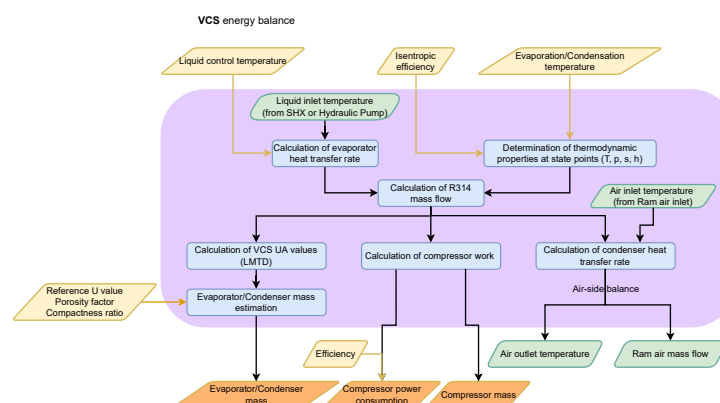 VCS energy balance
Liquid control temperature
Isentropic
efficiency
Evaporation/Condensation
temperature
Liquid inlet temperature
(from SHX or Hydraulic Pump)
Calculation of evaporator
heat transfer rate
Determination of thermodynamic
properties at state points (T, p, s, h)
Calculation of R314
mass flow
Air inlet temperature
(from Ram air inlet)
Calculation of VCS UA values
(LMTD)
Calculation of compressor work
Calculation of condenser heat
transfer rate
Reference U value
Porosity factor
Compactness ratio
Evaporator/Condenser mass
estimation
Air-side balance
Efficiency
Air outlet temperature
Ram air mass flow
Evaporator/Condenser
mass
Compressor power
consumption
Compressor mass